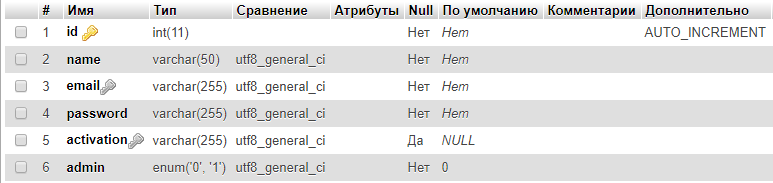 # Имя Тип Сравнение Атрибуты Null По умолчанию Комментарии Дополнительно
1 id int(11) Нет Нет AUTO_INCREMENT
2 name varchar(50) utf8_general_ci Нет Нет
3 email varchar(255) utf8_general_ci Нет Нет
4 password varchar(255) utf8_general_ci Нет Нет
5 activation varchar(255) utf8_general_ci Да NULL
6 admin enum('0', '1') utf8_general_ci Нет 0